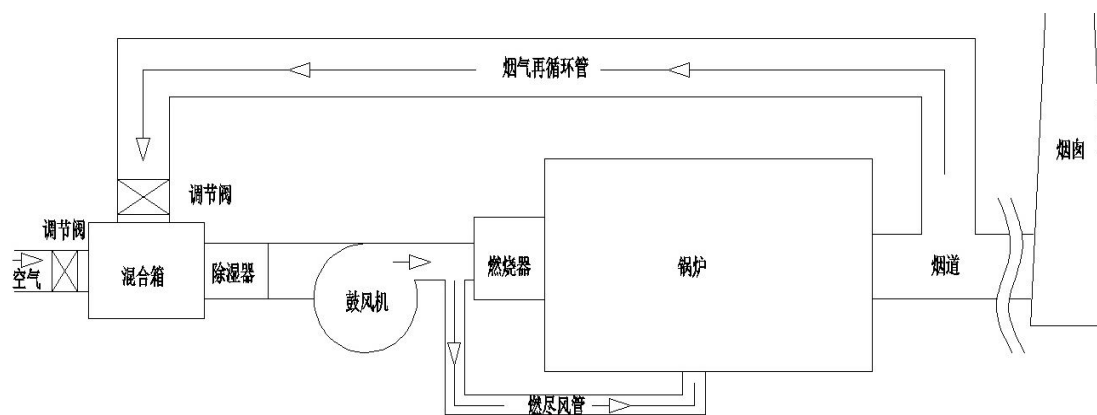 烟气再循环管
烟囱
调节阀
调节阀
空气
混合箱
除湿器
鼓风机
燃烧器
锅炉
烟道
燃尽风管